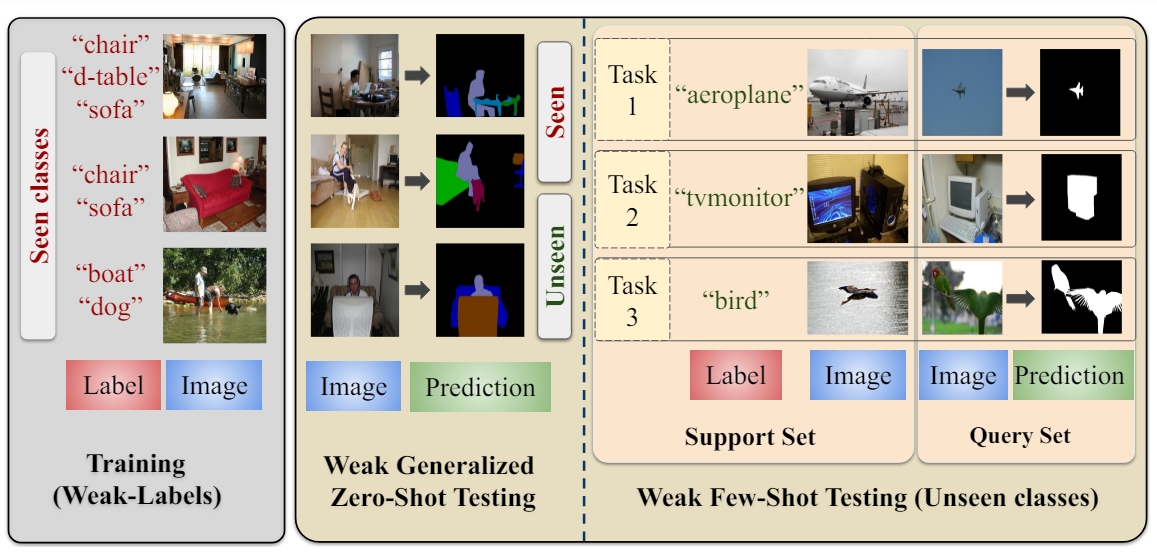 Seen classes
“chair”
“d-table”
“sofa”
“chair”
“sofa”
“boat”
“dog”
Label
Image
Training
(Weak-Labels)
Seen
Unseen
Image
Prediction
Weak Generalized
Zero-Shot Testing
Task
1
“aeroplane”
Task
2
“tvmonitor”
Task
3
“bird”
Label
Image
Image
Prediction
Support Set
Query Set
Weak Few-Shot Testing (Unseen classes)